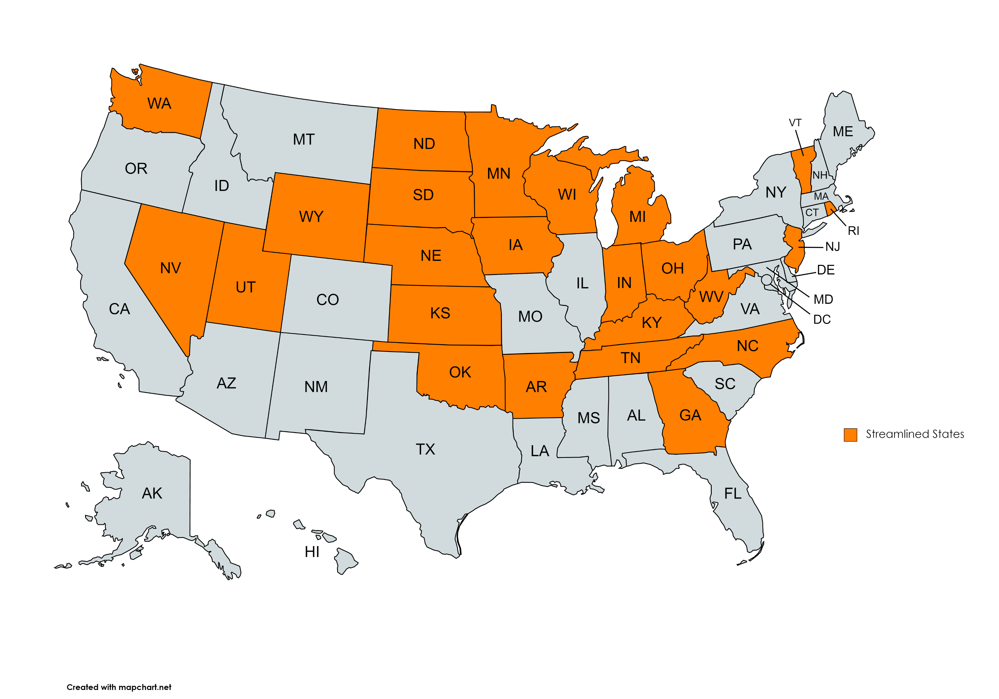 WA
VT
ME
MT
ND
OR
MN
NH
ID
NY
WI
SD
MA
CT
WY
MI
RI
PA
IA
NJ
NE
NV
OH
DE
IN
IL
UT
WV
CO
MD
CA
VA
KS
MO
DC
KY
NC
TN
OK
AZ
NM
AR
SC
MS
AL
GA
Streamlined States
TX
LA
AK
FL
HI
Created with mapchart.net